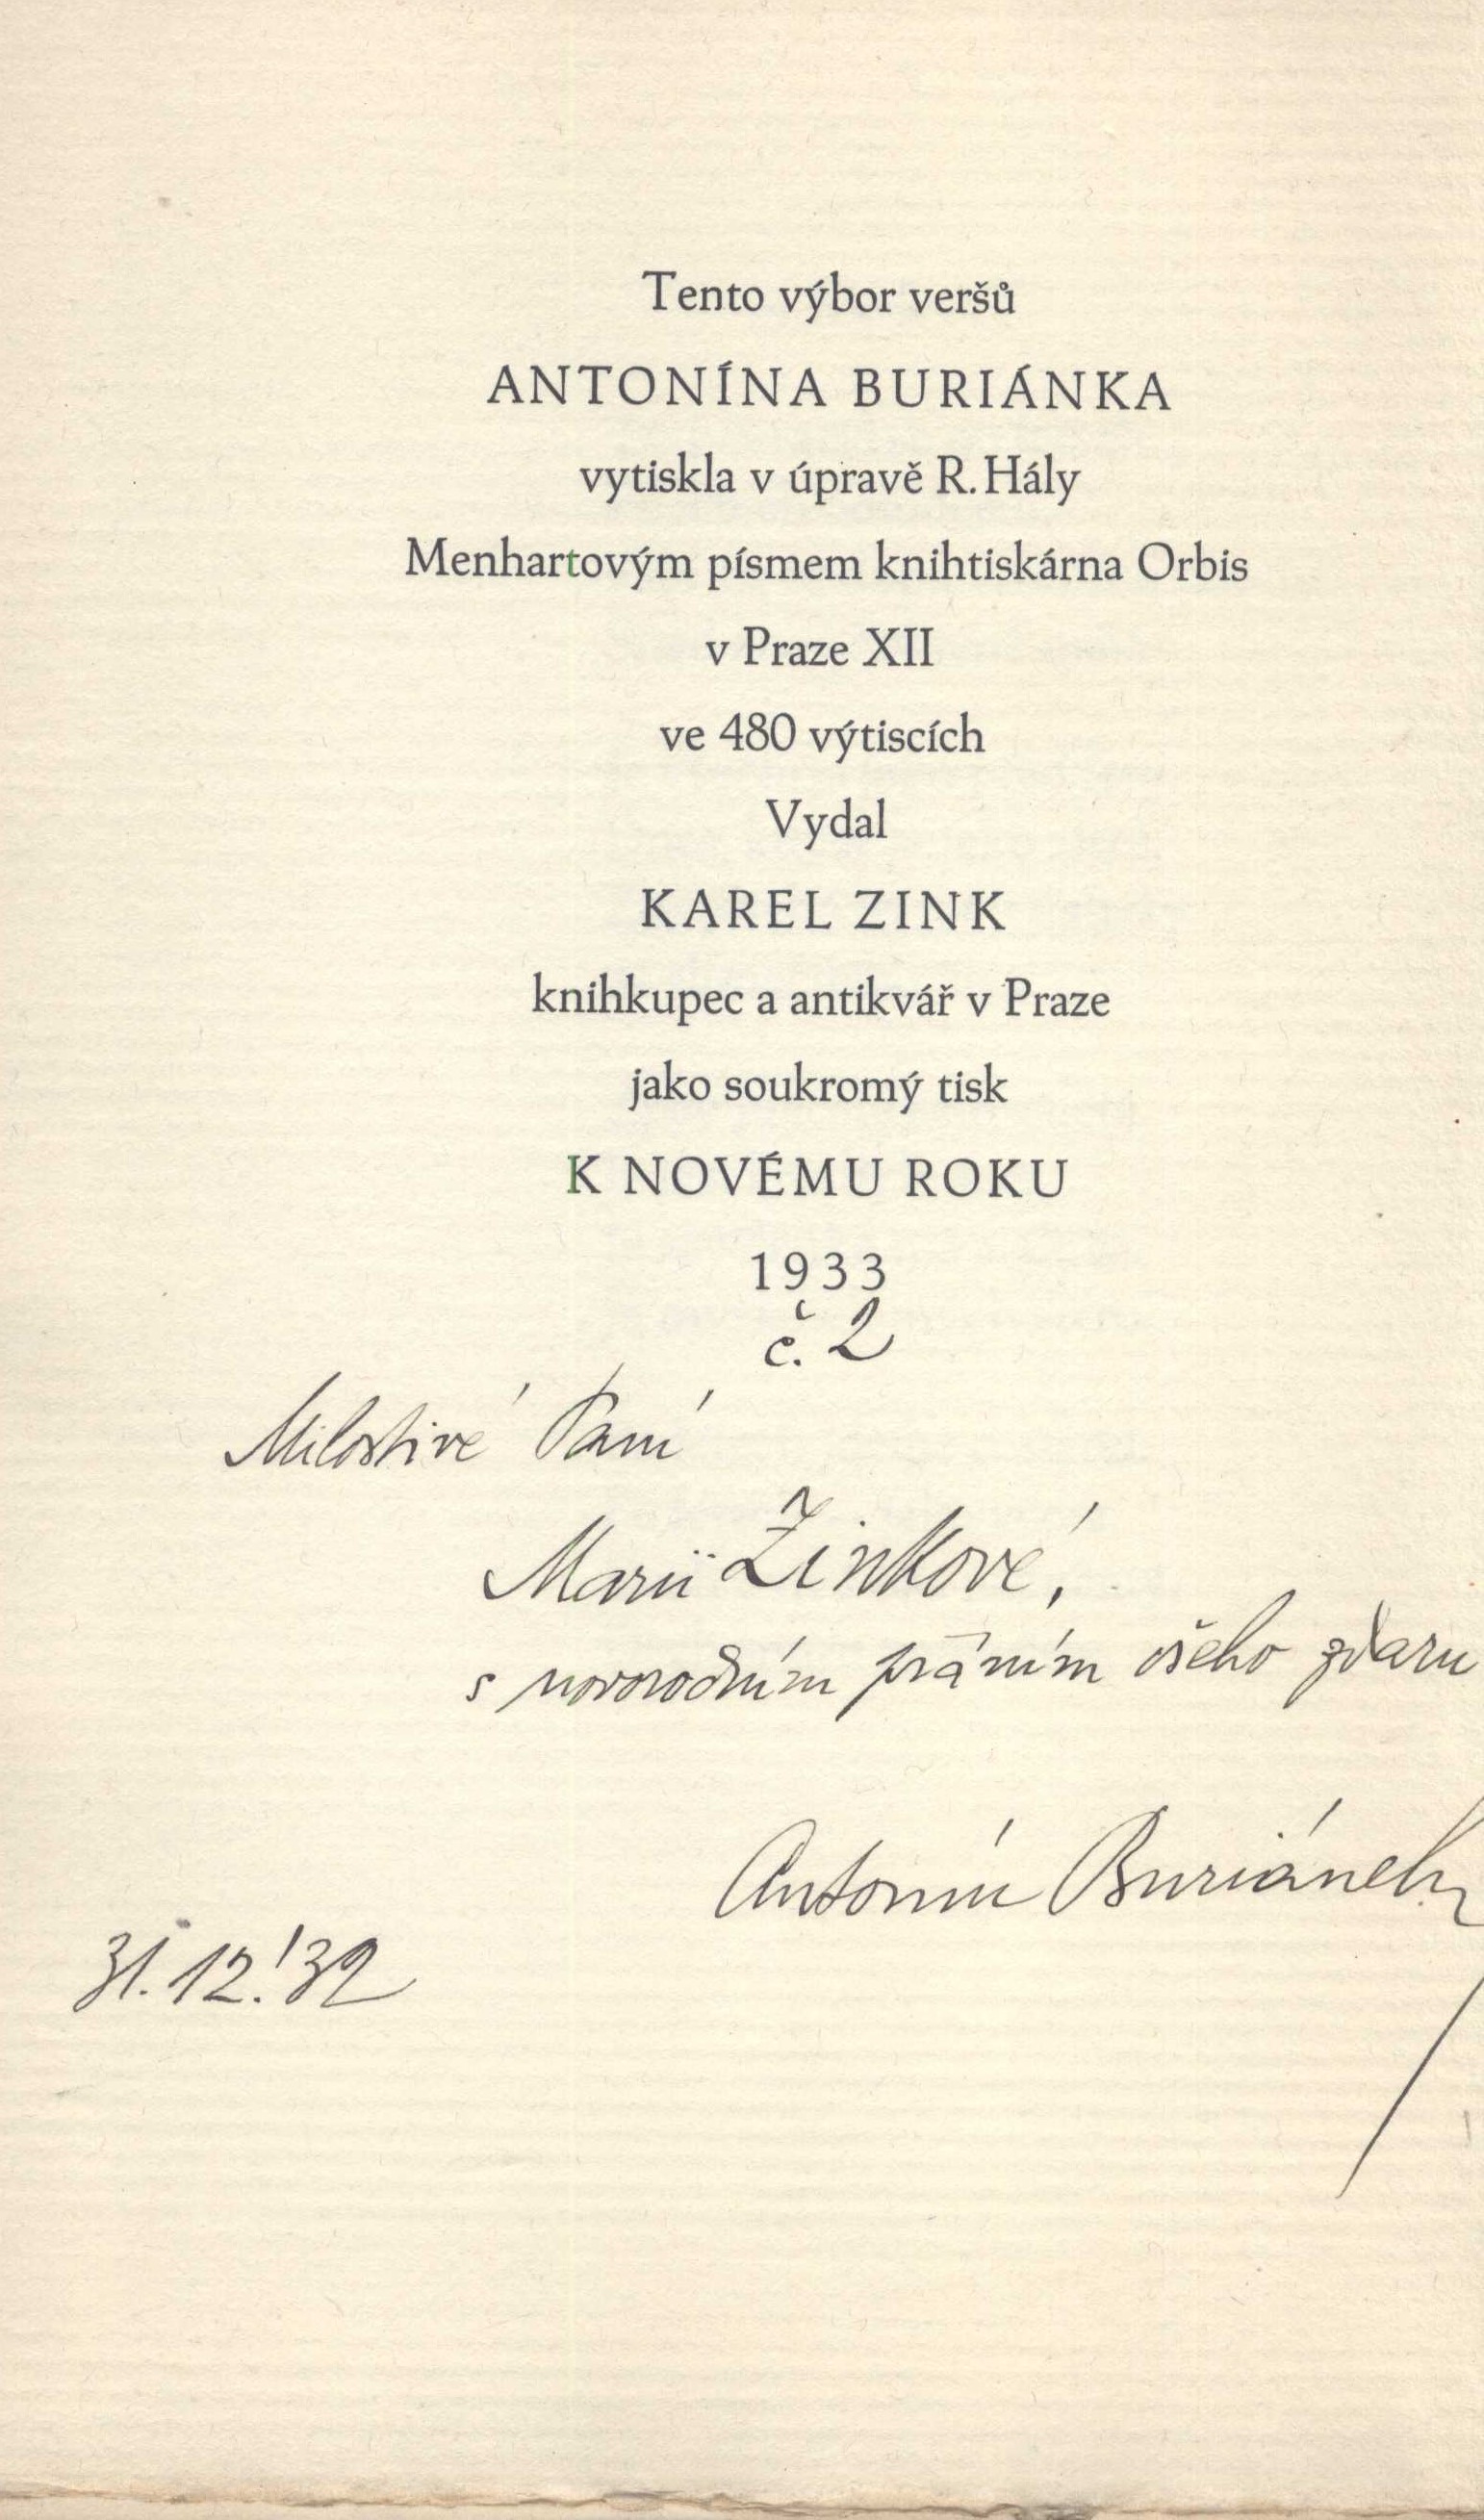 Tento výbor veršů
ANTONÍNA BURIÁNKA
vytiskla v úpravě R. Hály
Menhartovým písmem knihtiskárna Orbis
v Praze XII
ve 480 výtiscích
Vydal
KAREL ZINK
knihkupec a antikvář v Praze
jako soukromý tisk
K NOVÉMU ROKU
1933
č. 2
Milostivé Paní
Marii Zinkové,
s novoročním přáním všeho zdaru
Antonín Buriánek
31. 12. '32